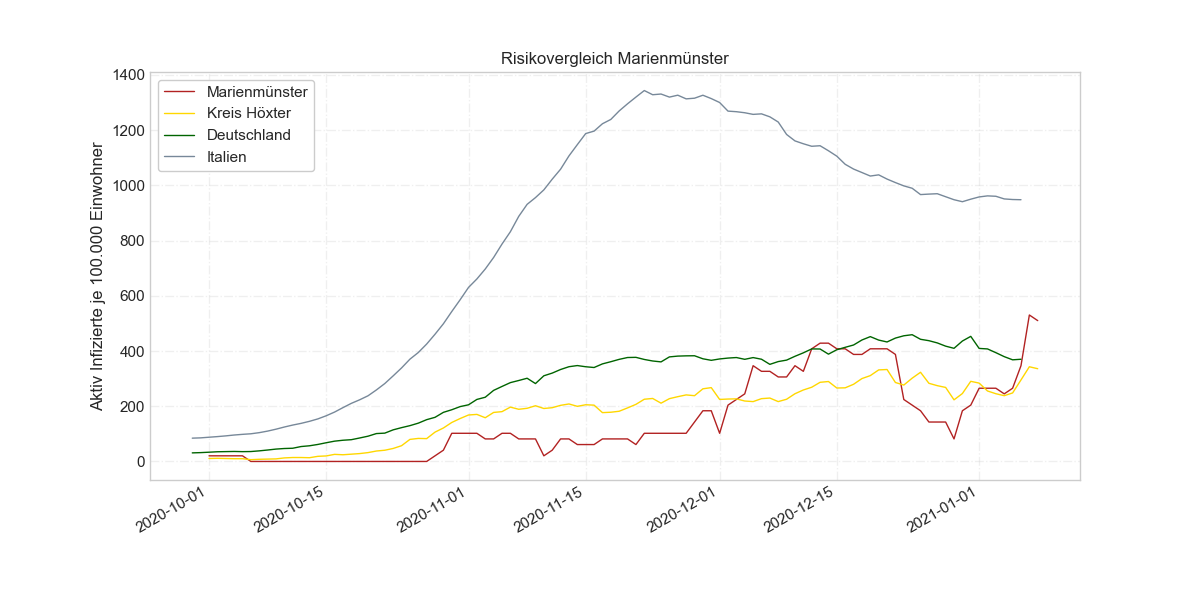 Risikovergleich Marienmünster
Aktiv Infizierte je 100.000 Einwohner
1400
1200
1000
800
600
400
200
0
Marienmünster
Kreis Höxter
Deutschland
Italien
2020-10-01
2020-10-15
2020-11-01
2020-11-15
2020-12-01
2020-12-15
2021-01-01